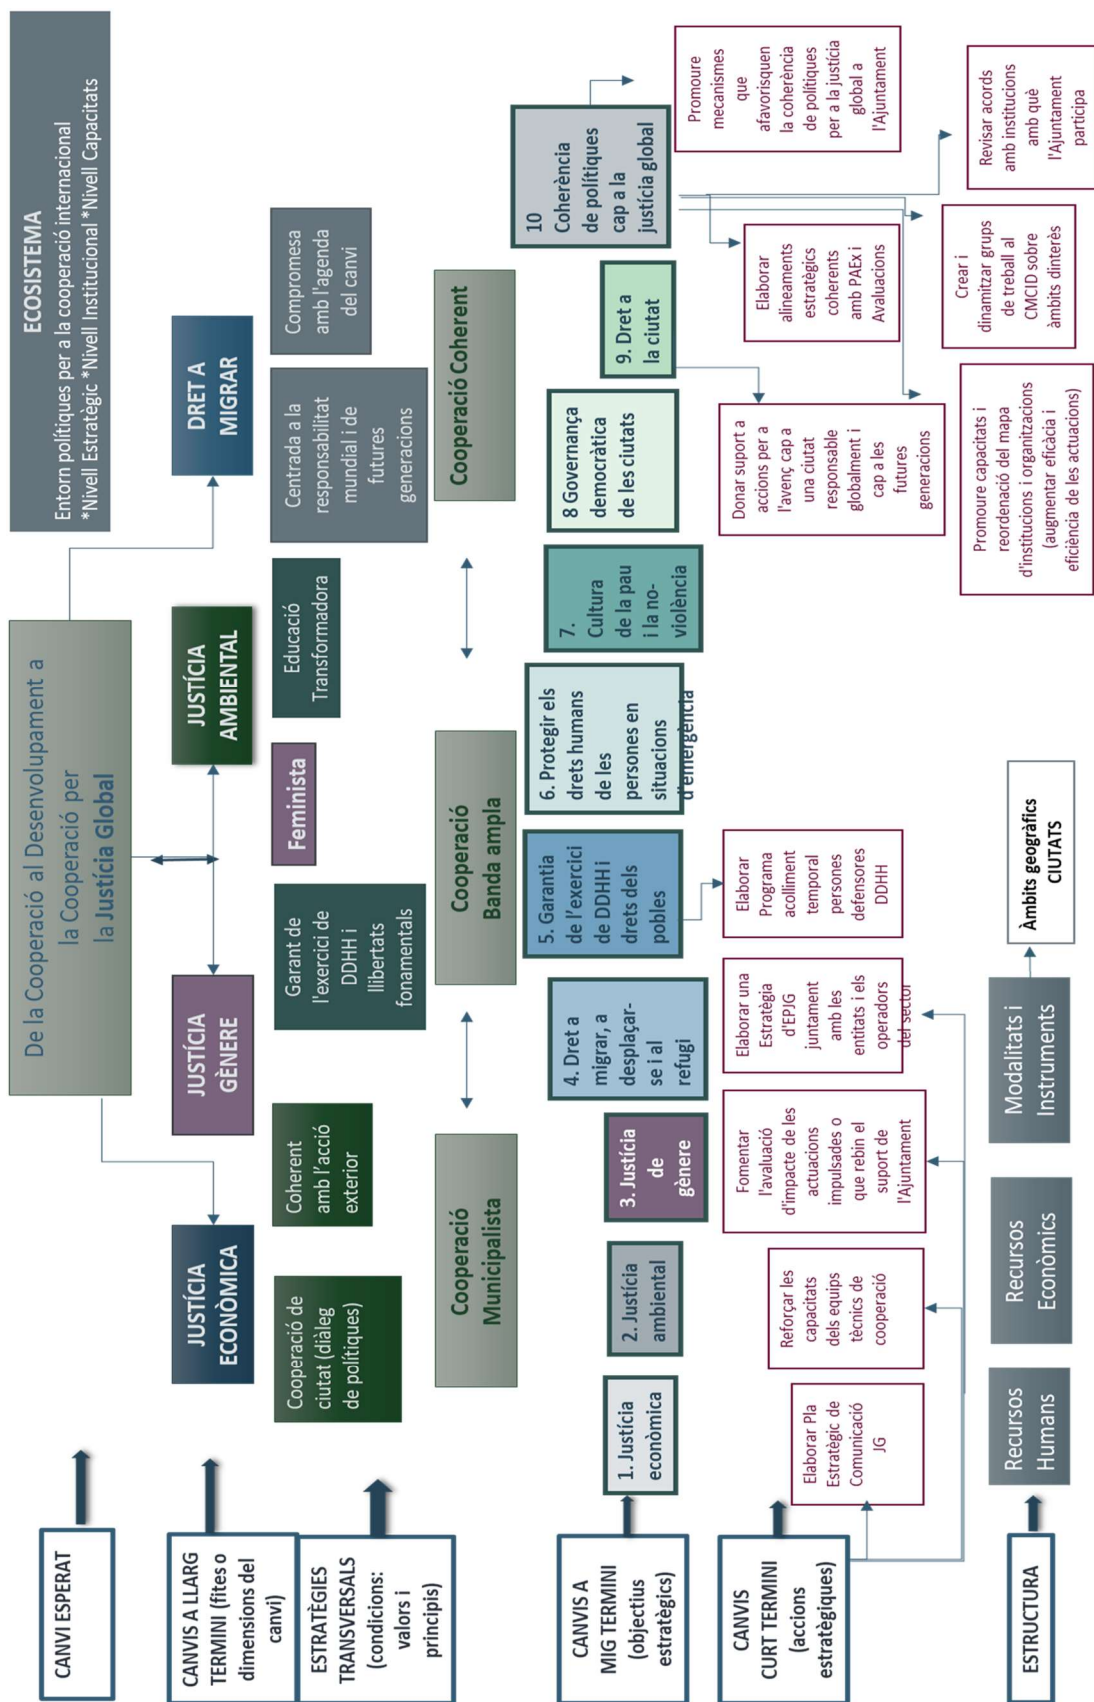 CANVI ESPERAT
De la Cooperació al Desenvolupament a
la Cooperació per
la Justícia Global
ECOSISTEMA
Entorn polítiques per a la cooperació internacional
*Nivell Estratègic *Nivell Institucional *Nivell Capacitats
CANVIS A LLARG
TERMINI (fites o
dimensions del
canvi)
JUSTÍCIA
ECONÒMICA
JUSTÍCIA
GÈNERE
JUSTÍCIA
AMBIENTAL
DRET A
MIGRAR
ESTRATÈGIES
TRANSVERSALS
(condicions:
valors i
principis)
Cooperació de
ciutat (diàleg
de polítiques)
Coherent
amb l'acció
exterior
Garant de
l'exercici de
DDHH i
llibertats
fonamentals
Feminista
Educació
Transformadora
Centrada a la
responsabilitat
mundial i de
futures
generacions
Compromesa
amb l'agenda
del canvi
Cooperació
Municipalista
Cooperació
Banda ampla
Cooperació Coherent
CANVIS A
MIG TERMINI
(objectius
estratègics)
1. Justícia
econòmica
2. Justícia
ambiental
3. Justícia
de
gènere
4. Dret a
migrar, a
desplaçar-
se i al
refugi
5. Garantia
de l'exercici
de DDHH i
drets dels
pobles
6. Protegir els
drets humans
de les
persones en
situacions
d'emergència
7.
Cultura
de la pau
i la no-
violència
8 Governança
democràtica
de les ciutats
9. Dret a
la ciutat
10
Coherència
de polítiques
cap a la
justícia global
CANVIS
CURT TERMINI
(accions
estratègiques)
Elaborar Pla
Estratègic de
Comunicació
JG
Reforçar les
capacitats
dels equips
tècnics de
cooperació
Fomentar
l'avaluació
d'impacte de les
actuacions
impulsades o
que rebin el
suport de
l'Ajuntament
Elaborar una
Estratègia
d'EPJG
juntament
amb les
entitats i els
operadors
del sector
Elaborar
Programa
acolliment
temporal
persones
defensores
DDHH
Donar suport a
accions per a
l'avenç cap a
una ciutat
responsable
globalment i
cap a les
futures
generacions
Elaborar
alineaments
estratègics
coherents
amb PAEx i
Avaluacions
Promoure
mecanismes
que
afavorisquen
la coherència
de polítiques
per a la justícia
global a
l'Ajuntament
Promoure capacitats i
reordenació del mapa
d'institucions i organitzacions
(augmentar eficàcia i
eficiència de les actuacions)
Crear i
dinamitzar grups
de treball al
CMCID sobre
àmbits dinterès
Revisar acords
amb institucions
amb què
l'Ajuntament
participa
ESTRUCTURA
Recursos
Humans
Recursos
Econòmics
Modalitats i
Instruments
Àmbits geogràfics
CIUTATS